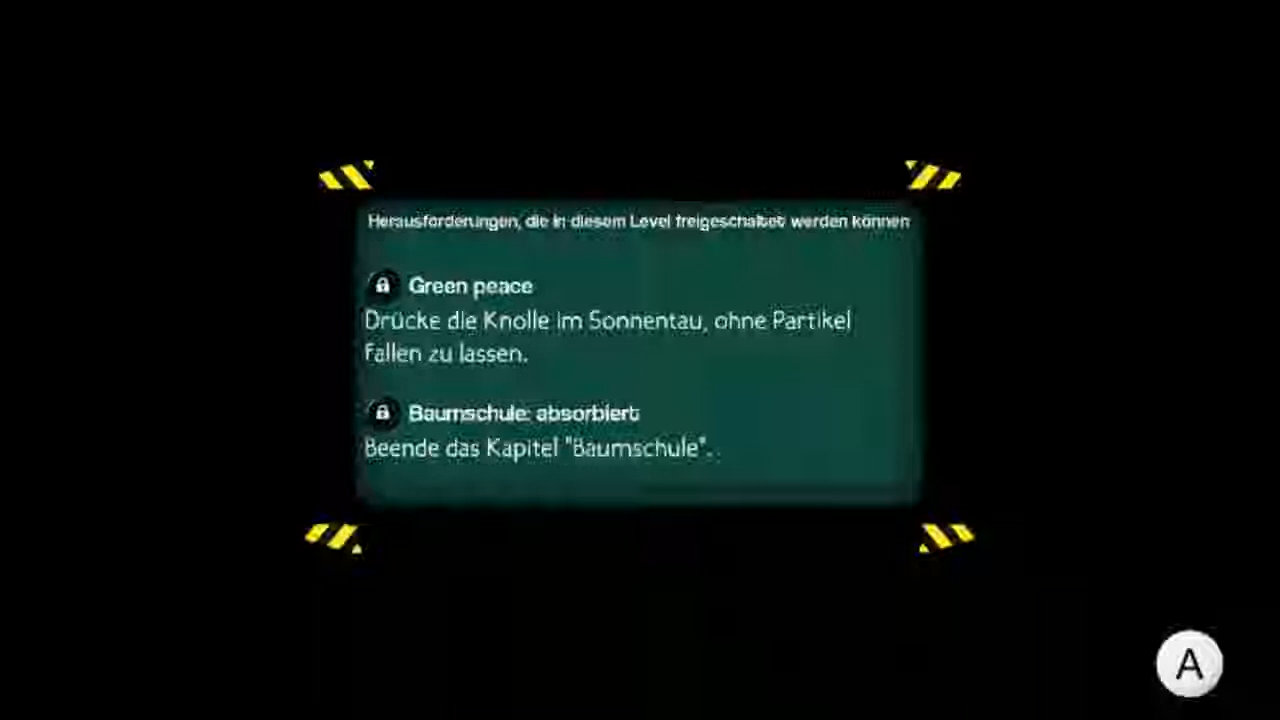 Herausforderungen, die in diesem Level freigeschaltet werden können
Green peace
Drücke die Knolle im Sonnentau, ohne Partikel
fallen zu lassen.
Baumschule: absorbiert
Beende das Kapitel "Baumschule".
A